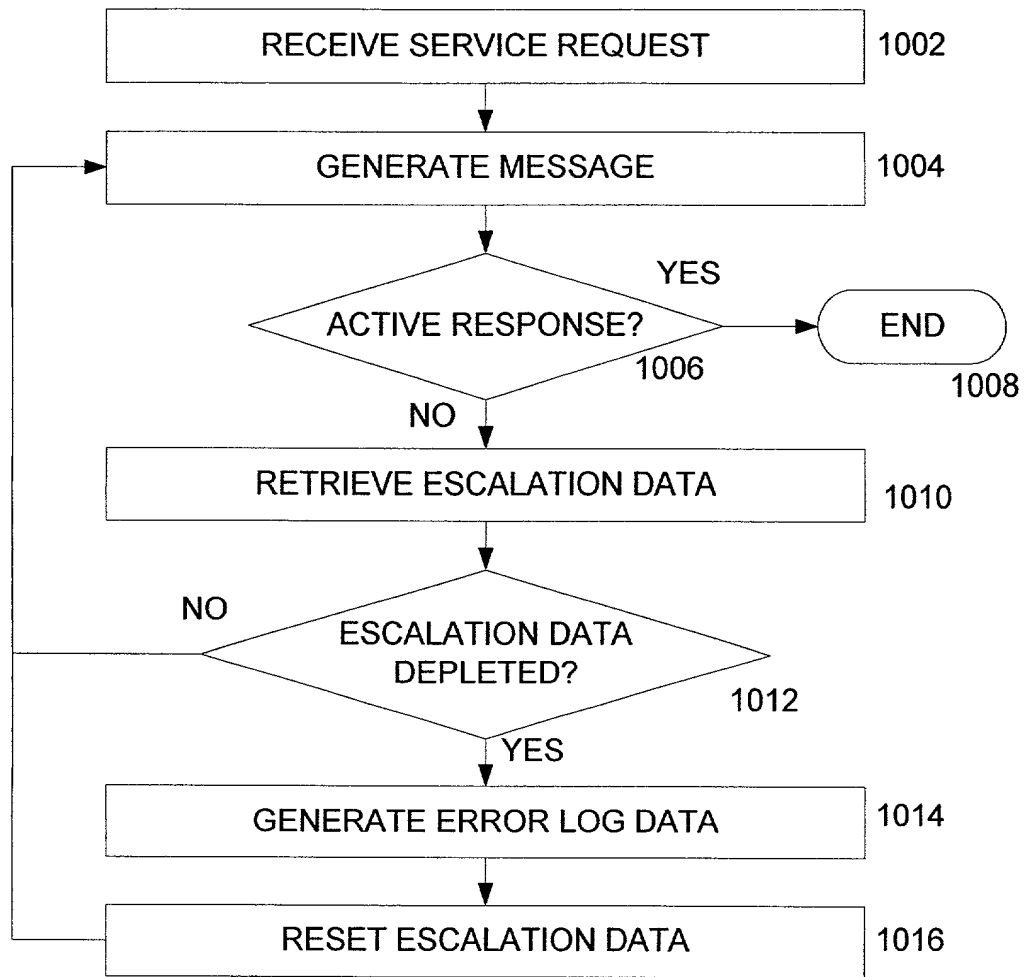 RECEIVE SERVICE REQUEST 1002
GENERATE MESSAGE 1004
YES
ACTIVE RESPONSE? END
1006
1008
NO
RETRIEVE ESCALATION DATA 1010
NO
ESCALATION DATA
DEPLETED?
1012
YES
GENERATE ERROR LOG DATA 1014
RESET ESCALATION DATA 1016